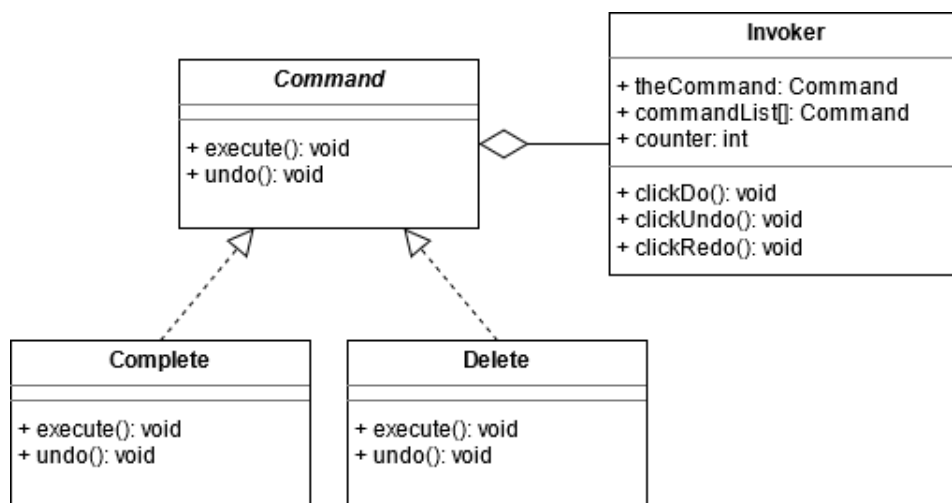 Command
+ execute(): void
+ undo(): void
Invoker
+ theCommand: Command
+ commandList[]: Command
+ counter: int
+ clickDo(): void
+ clickUndo(): void
+ clickRedo(): void
Complete
+ execute(): void
+ undo(): void
Delete
+ execute(): void
+ undo(): void